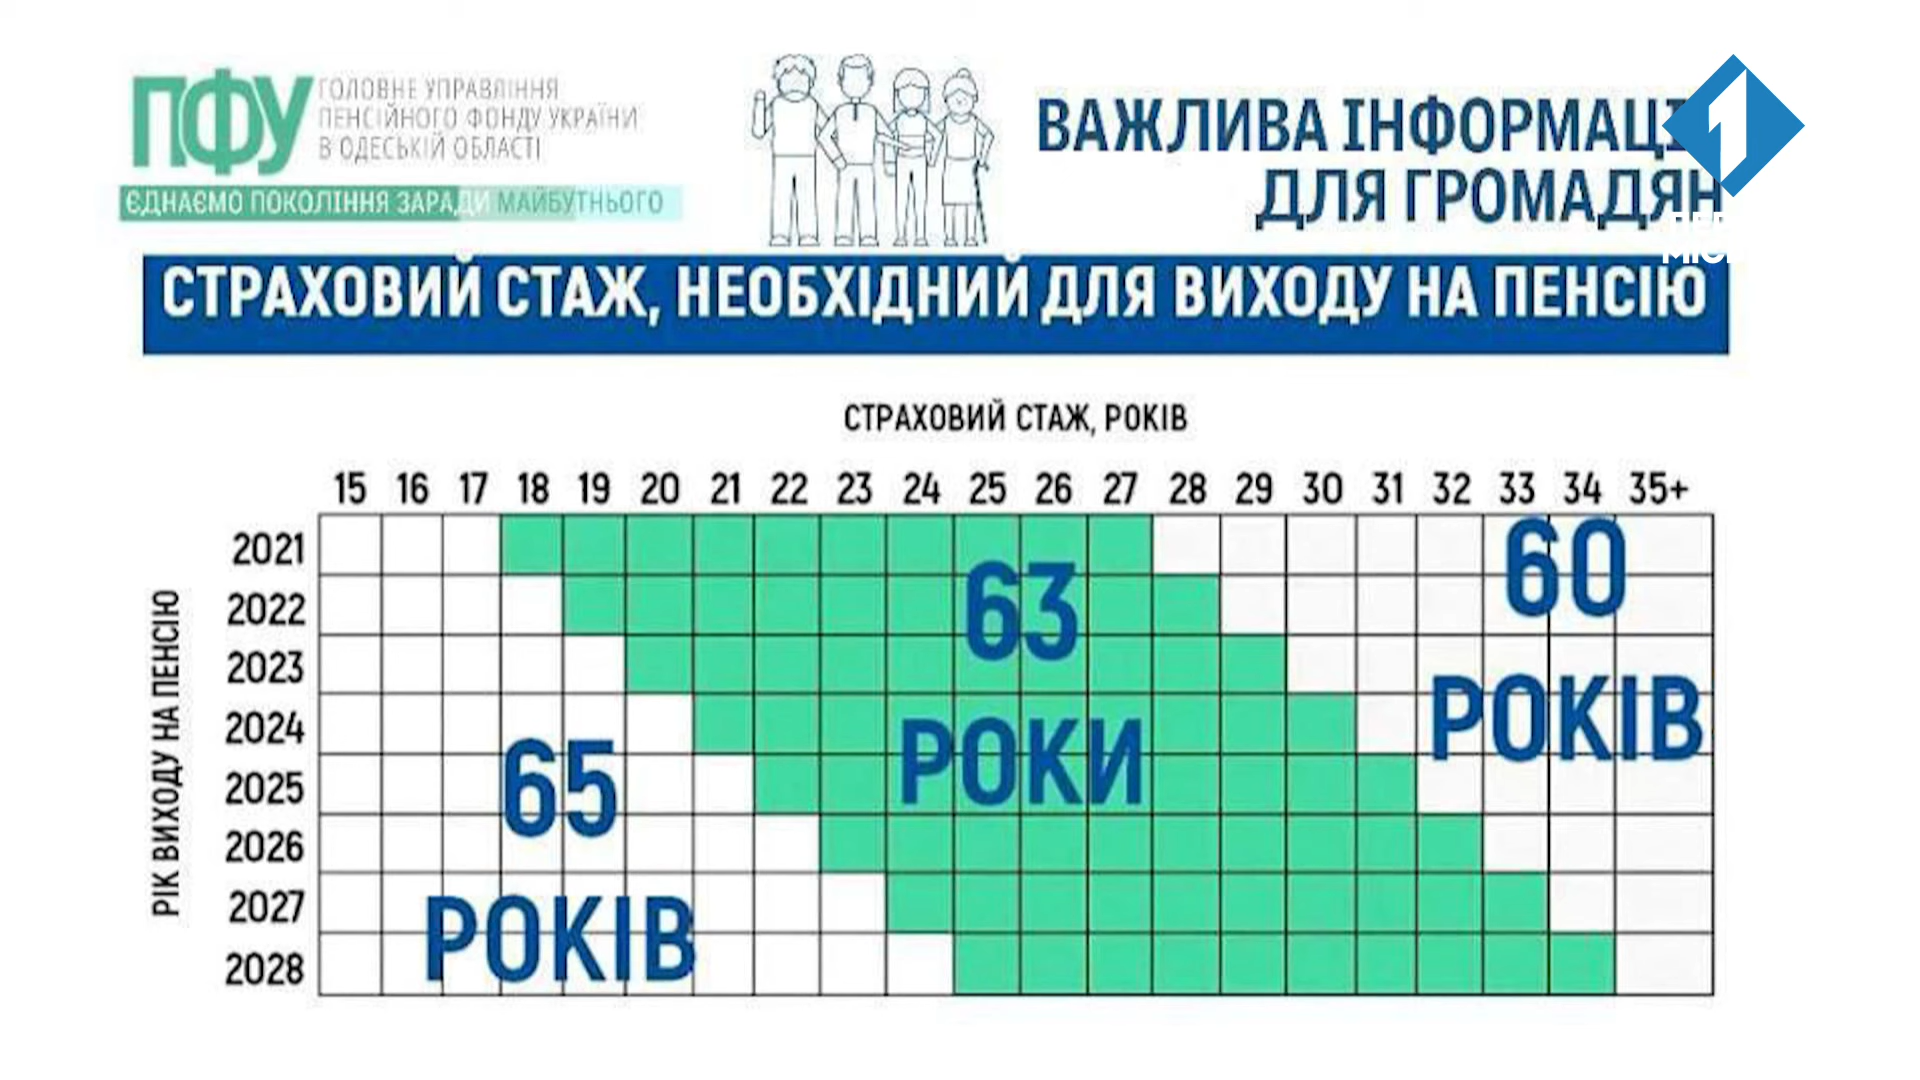 ПФУ
ГОЛОВНЕ УПРАВЛІННЯ
ПЕНСІЙНОГО ФОНДУ УКРАЇНИ
В ОДЕСЬКІЙ ОБЛАСТІ
ЄДНАЄМО ПОКОЛІННЯ ЗАРАДИ МАЙБУТНЬОГО
ВАЖЛИВА
ДЛЯ ГРОМАДЯН
1
СТРАХОВИЙ СТАЖ, НЕОБХІДНИЙ ДЛЯ ВИХОДУ НА ПЕНСІЮ
СТРАХОВИЙ СТАЖ, РОКІВ
15 16 17 18 19 20 21 22 23 24 25 26 27 28 29 30 31 32 33 34 35+
РІК ВИХОДУ НА ПЕНСІЮ
2021
2022
2023
2024
2025
2026
2027
2028
65
РОКІВ
63
РОКИ
60
РОКІВ